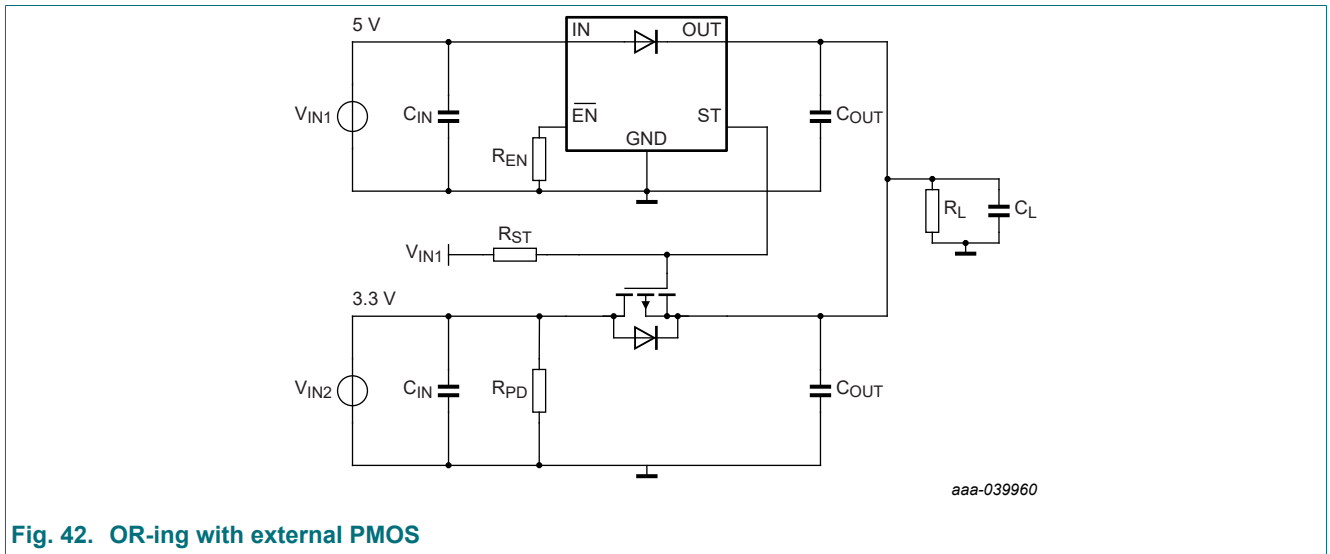 5 V
IN
OUT
V_IN1
C_IN
EN
ST
C_OUT
R_EN
GND
R_L
C_L
V_IN1
R_ST
3.3 V
V_IN2
C_IN
R_PD
C_OUT
aaa-039960
Fig. 42. OR-ing with external PMOS